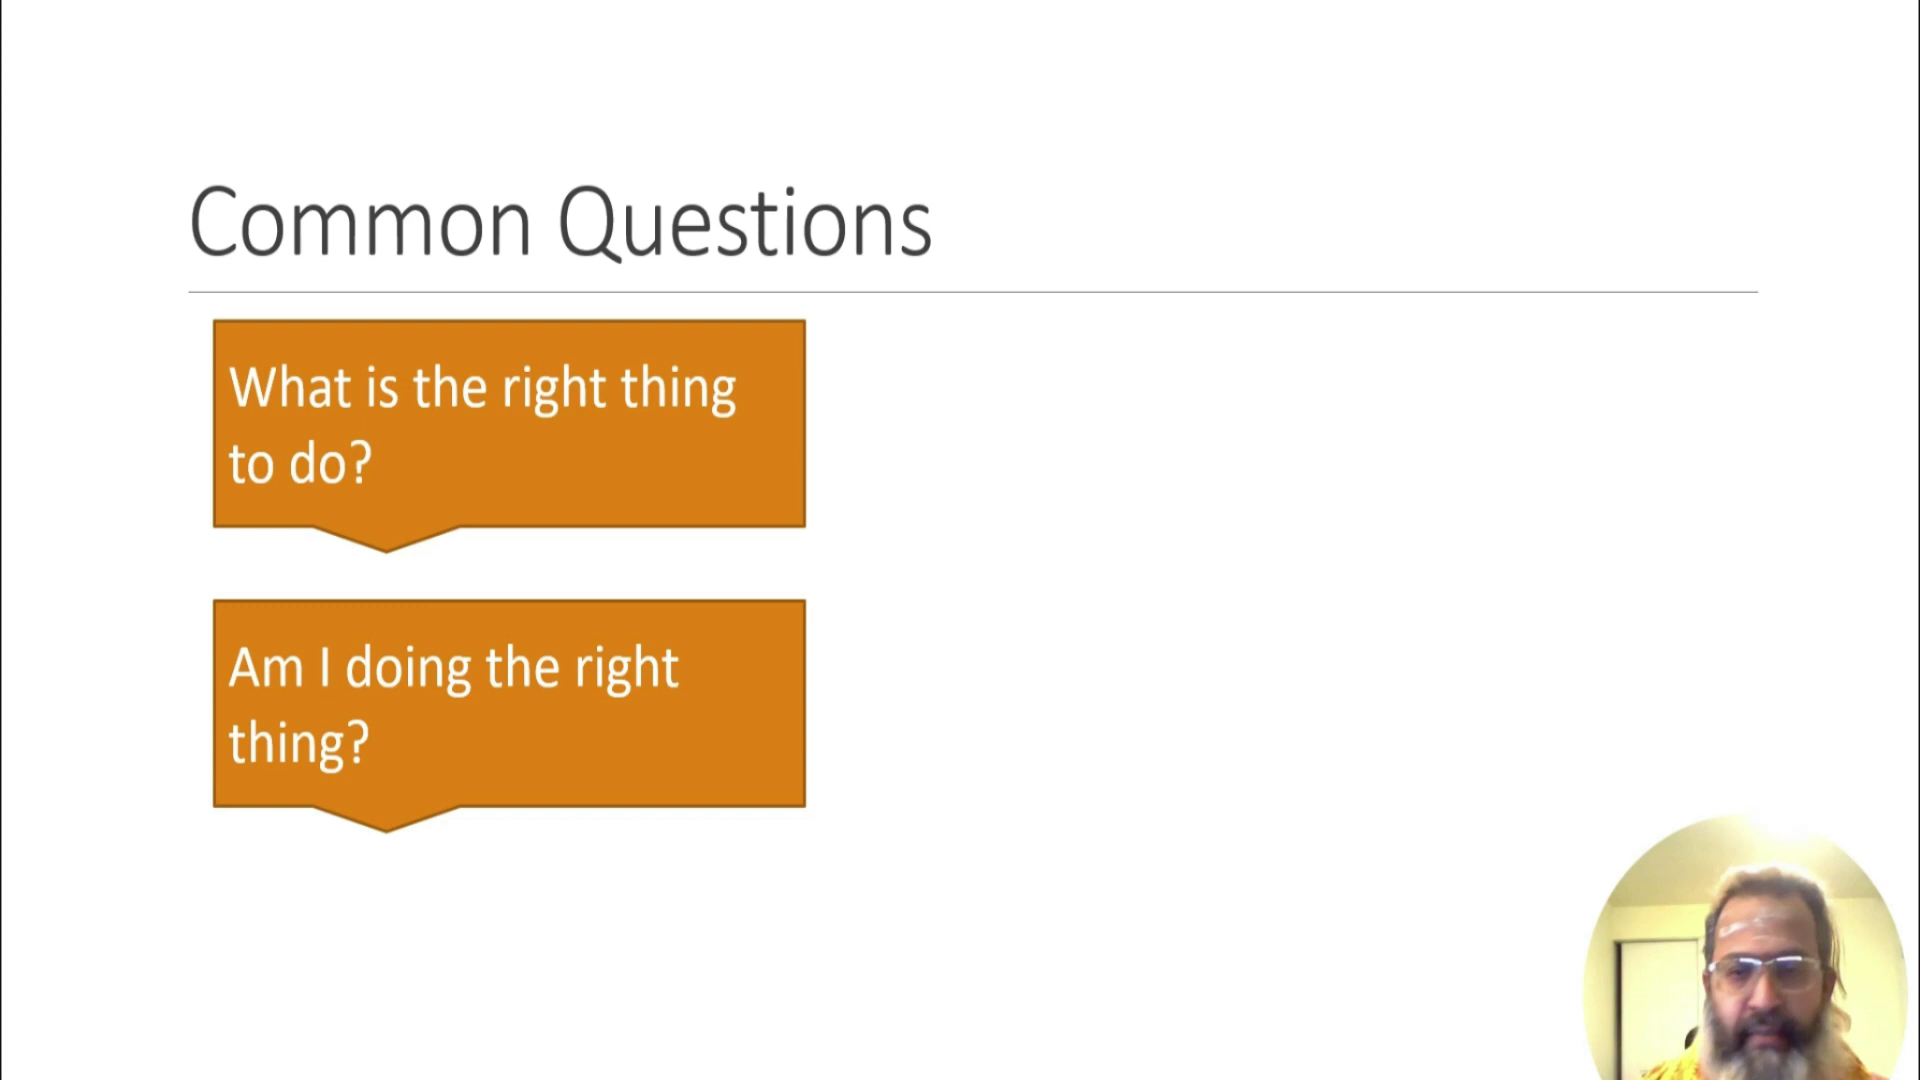 Common Questions
What is the right thing
to do?
Am I doing the right
thing?